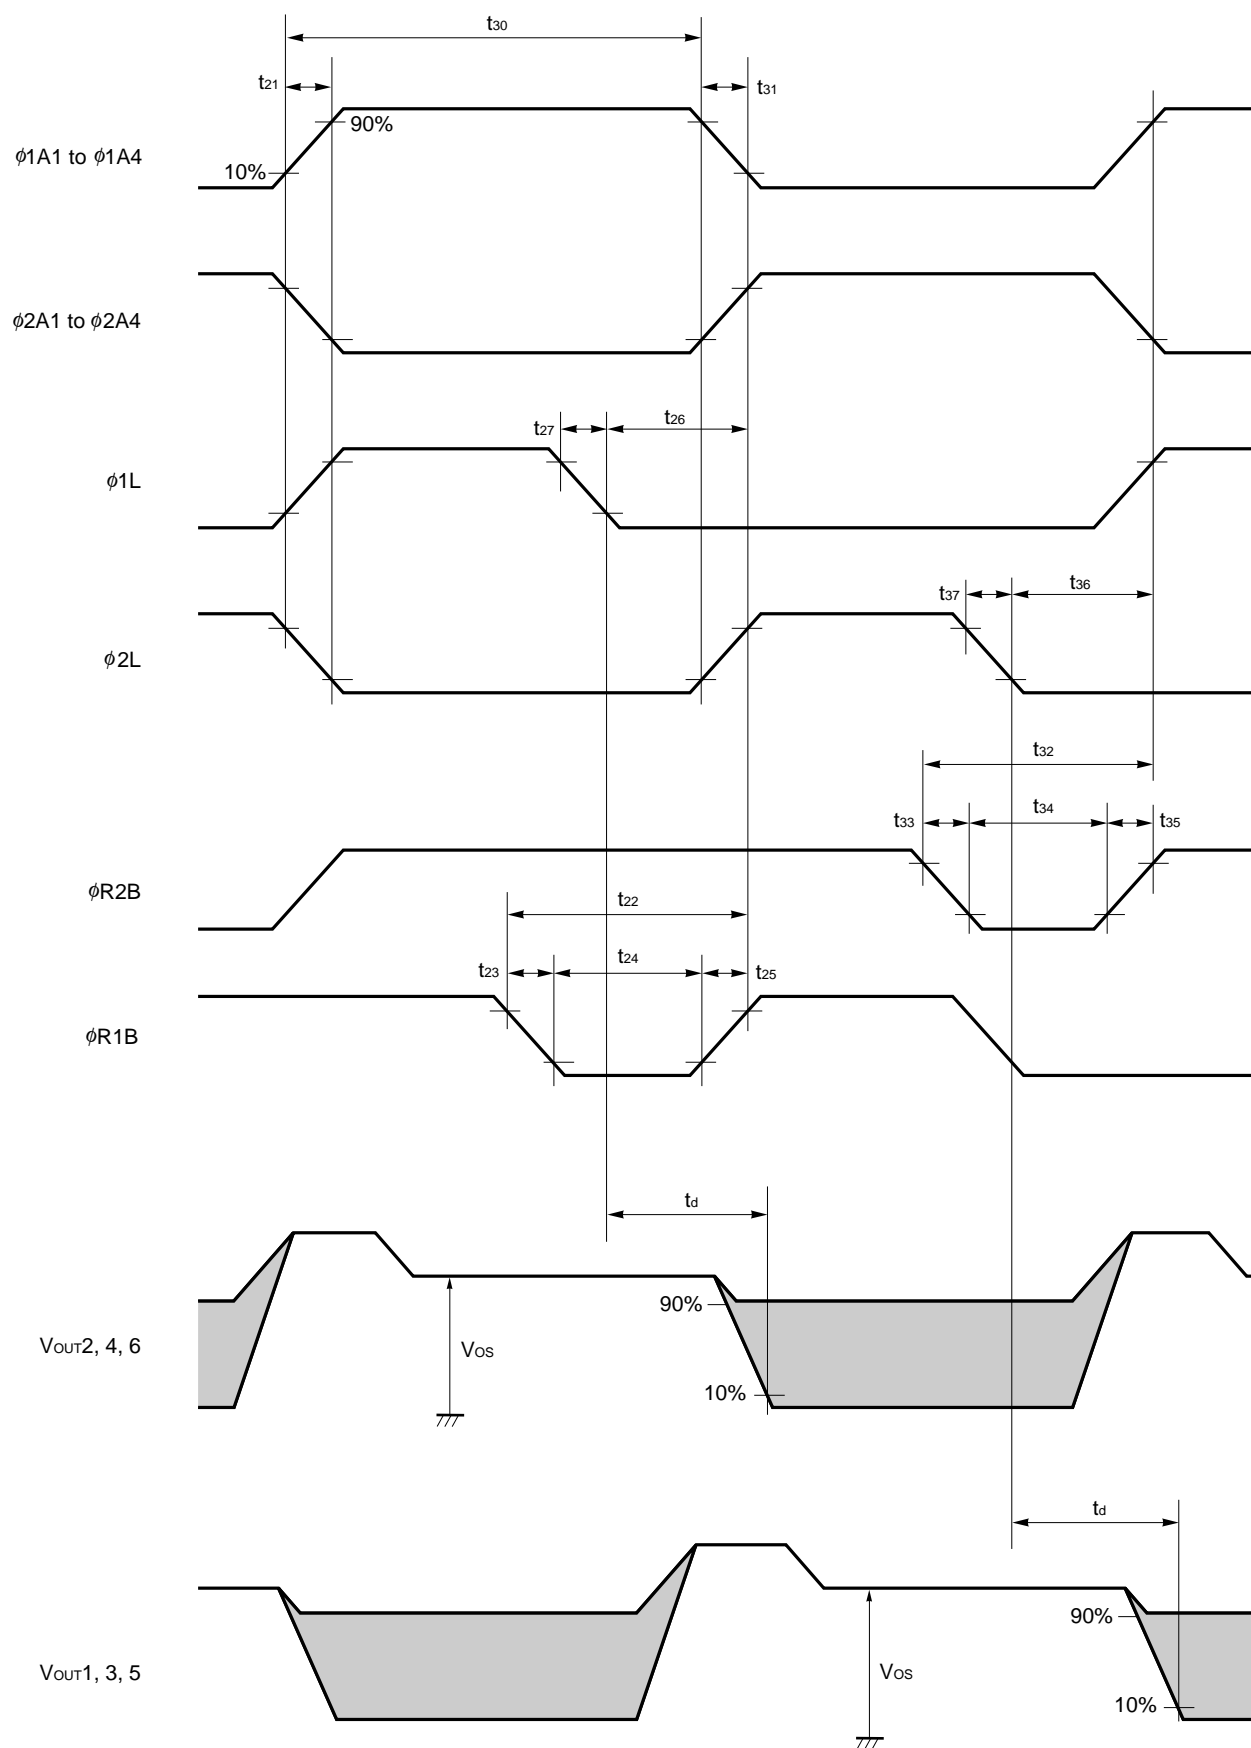 t30
t21
t31
90%
ϕ1A1 to ϕ1A4
10%
ϕ2A1 to ϕ2A4
t27
t26
ϕ1L
t37
t36
ϕ2L
t32
t33
t34
t35
ϕR2B
t22
t23
t24
t25
ϕR1B
td
90%
VOUT2, 4, 6
VOS
10%
td
90%
VOUT1, 3, 5
VOS
10%